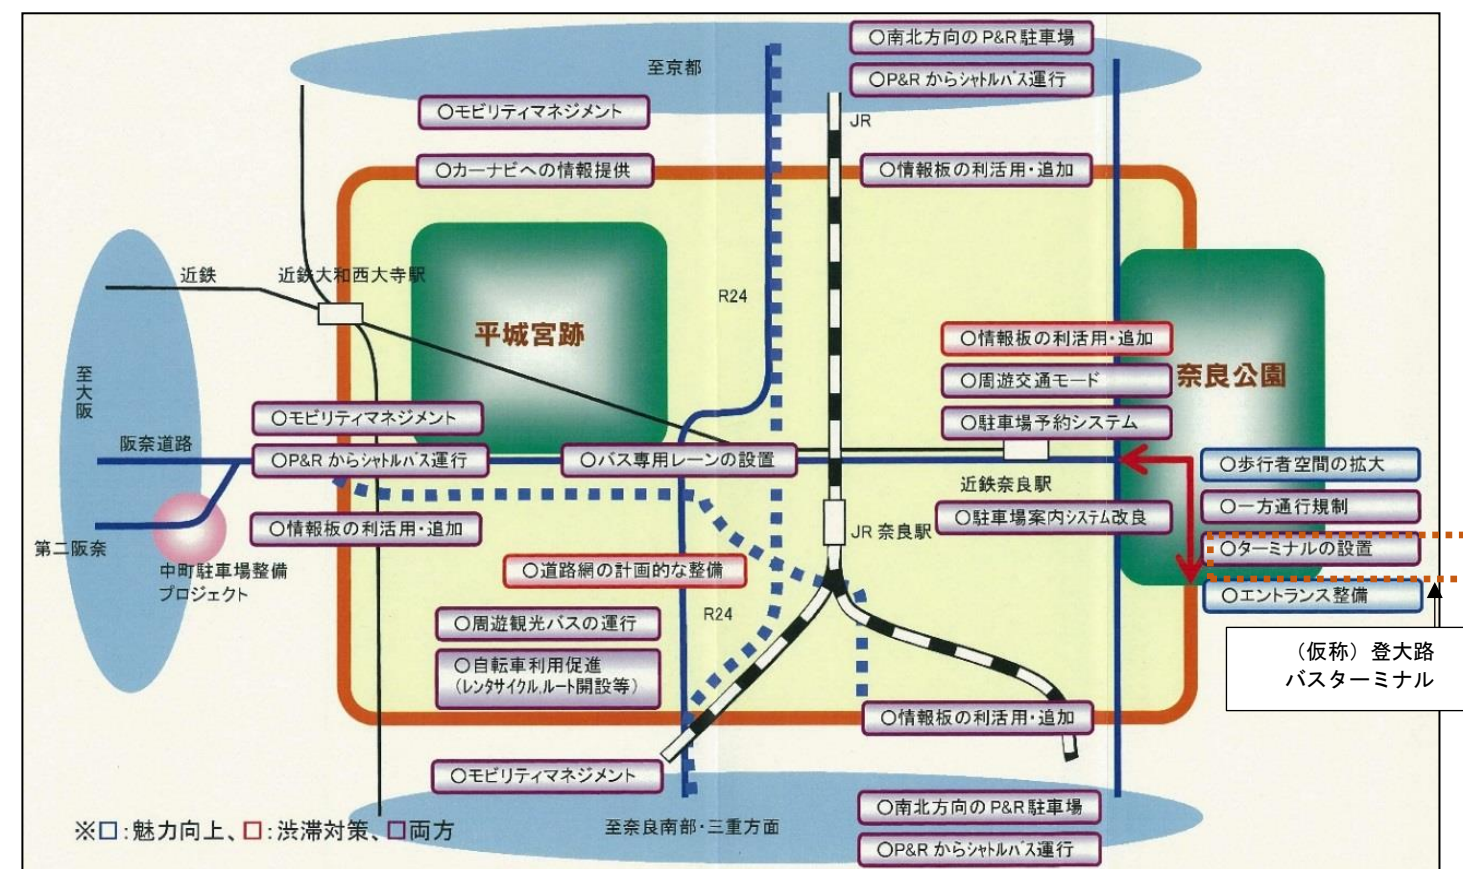 ○南北方向のP&R駐車場
至京都
○P&Rからシャトルバス運行
○モビリティマネジメント
JR
○カーナビへの情報提供
○情報板の利活用・追加
近鉄
近鉄大和西大寺駅
R24
平城宮跡
○情報板の利活用・追加
○周遊交通モード
奈良公園
至大阪
○モビリティマネジメント
○駐車場予約システム
阪奈道路
○P&Rからシャトルバス運行
○バス専用レーンの設置
○歩行者空間の拡大
近鉄奈良駅
○一方通行規制
○情報板の利活用・追加
○駐車場案内システム改良
JR奈良駅
第二阪奈
○ターミナルの設置
中町駐車場整備
プロジェクト
○道路網の計画的な整備
○エントランス整備
R24
○周遊観光バスの運行
(仮称)登大路
バスターミナル
○自転車利用促進
(レンタサイクル,ルート開設等)
○情報板の利活用・追加
○モビリティマネジメント
○南北方向のP&R駐車場
※□:魅力向上、□:渋滞対策、□両方
至奈良南部・三重方面
○P&Rからシャトルバス運行